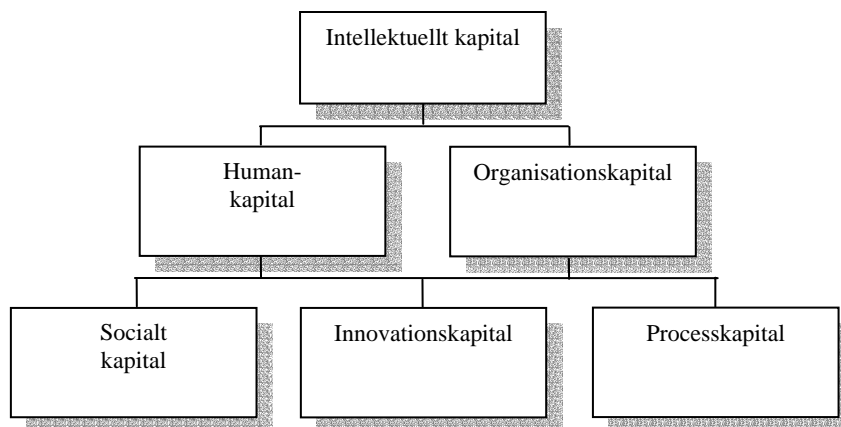 Intellektuellt kapital
Human-
kapital
Organisationskapital
Socialt
kapital
Innovationskapital
Processkapital